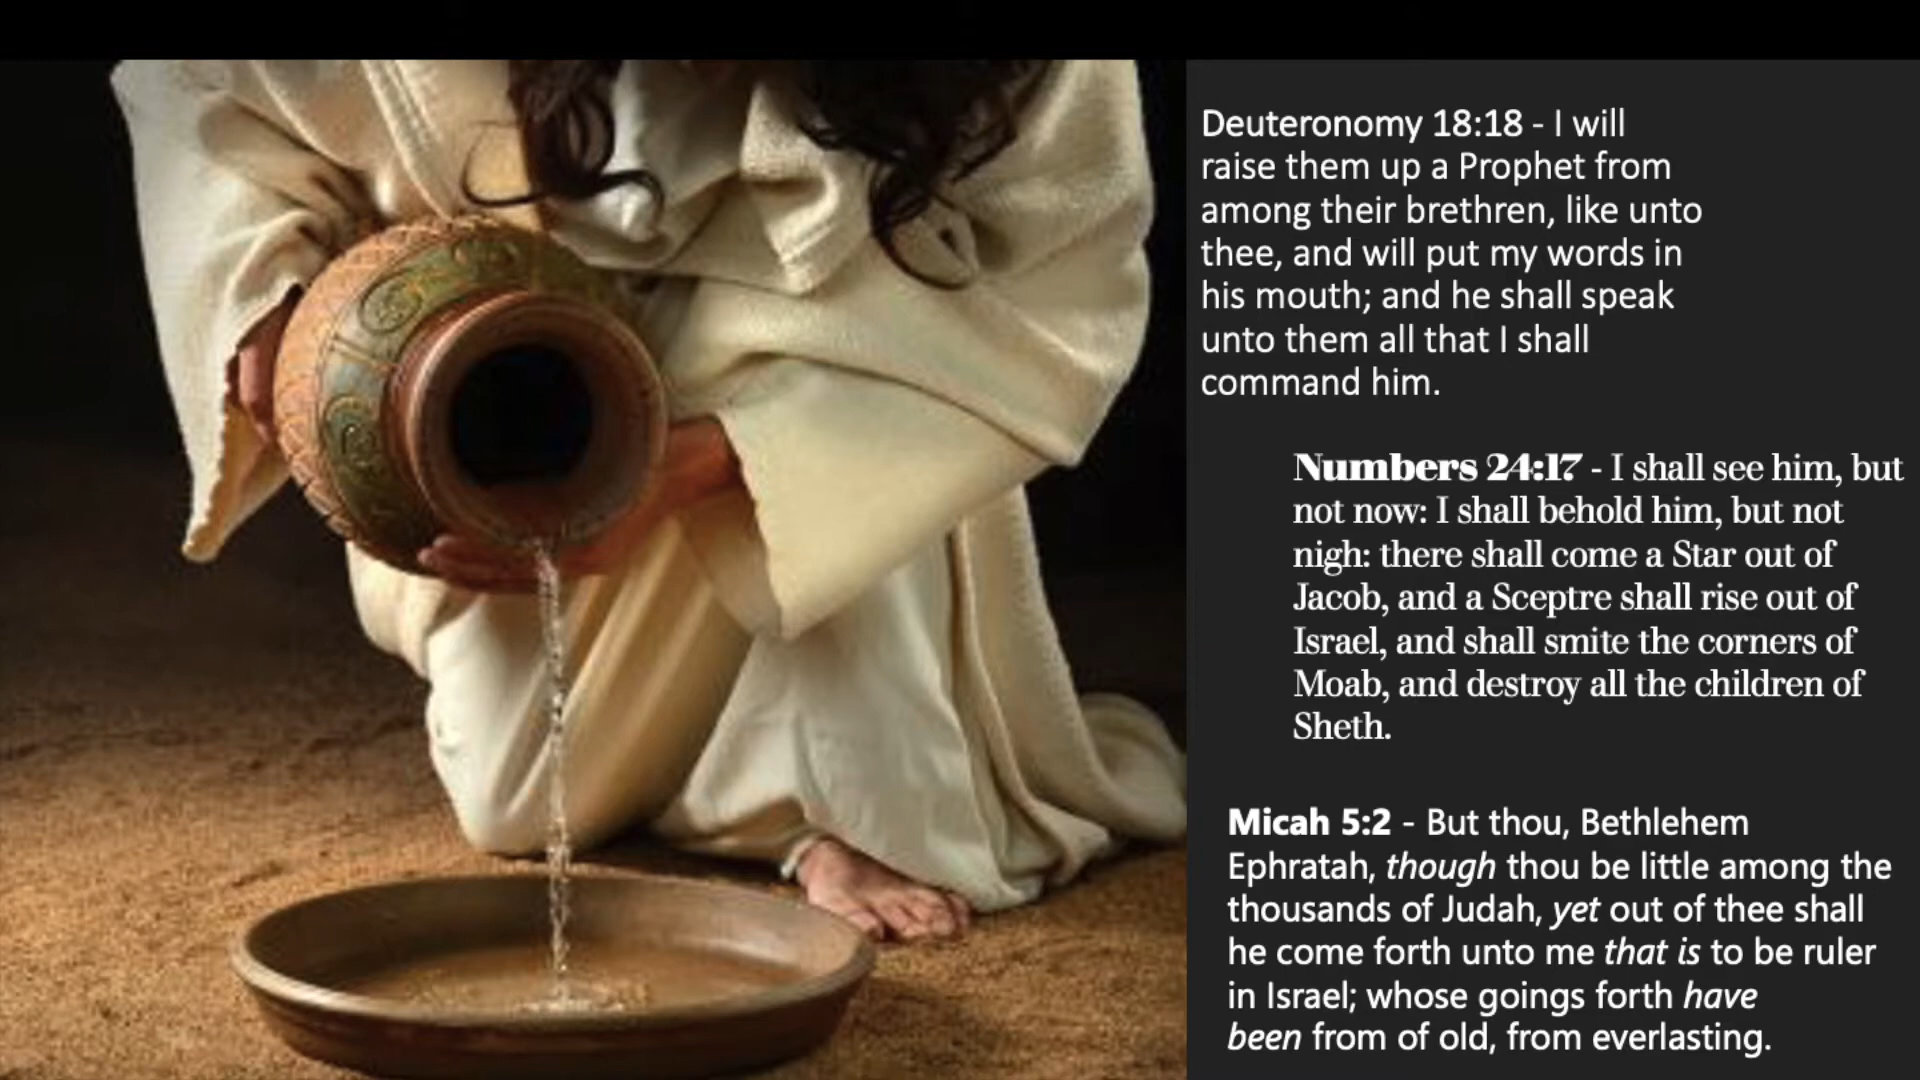 Deuteronomy 18:18 - I will
raise them up a Prophet from
among their brethren, like unto
thee, and will put my words in
his mouth; and he shall speak
unto them all that I shall
command him.
Numbers 24:17 - I shall see him, but
not now: I shall behold him, but not
nigh: there shall come a Star out of
Jacob, and a Sceptre shall rise out of
Israel, and shall smite the corners of
Moab, and destroy all the children of
Sheth.
Micah 5:2 - But thou, Bethlehem
Ephratah, though thou be little among the
thousands of Judah, yet out of thee shall
he come forth unto me that is to be ruler
in Israel; whose goings forth have
been from of old, from everlasting.